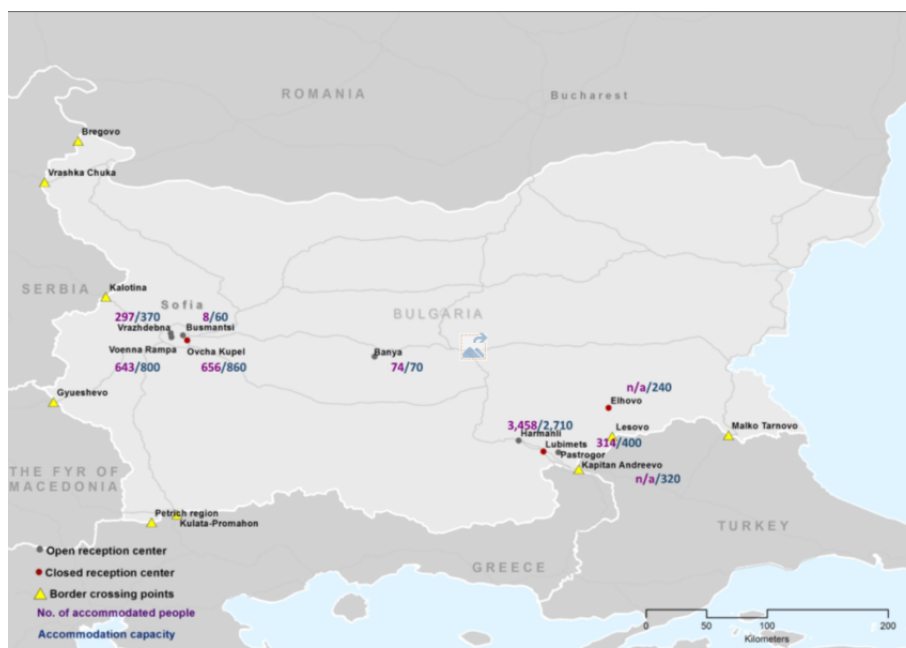 ROMANIA
Bucharest
Bregovo
Vrashka Chuka
SERBIA
Kalotina
Sofia
297/370
8/60
BULGARIA
Vrazhdebna
Busmantsi
Voenna Rampa
Ovcha Kupel
Banya
643/800
656/860
74/70
n/a/240
Gyueshevo
Elhovo
3,458/2,710
Lesovo
Malko Tarnovo
Harmanli
314/400
Lubimets
Pastrogor
Kapitan Andreevo
THE FYR OF
MACEDONIA
n/a/320
Petrich region
Kulata-Promahon
TURKEY
GREECE
Open reception center
Closed reception center
Border crossing points
No. of accommodated people
Accommodation capacity
0 50 100 200
Kilometers